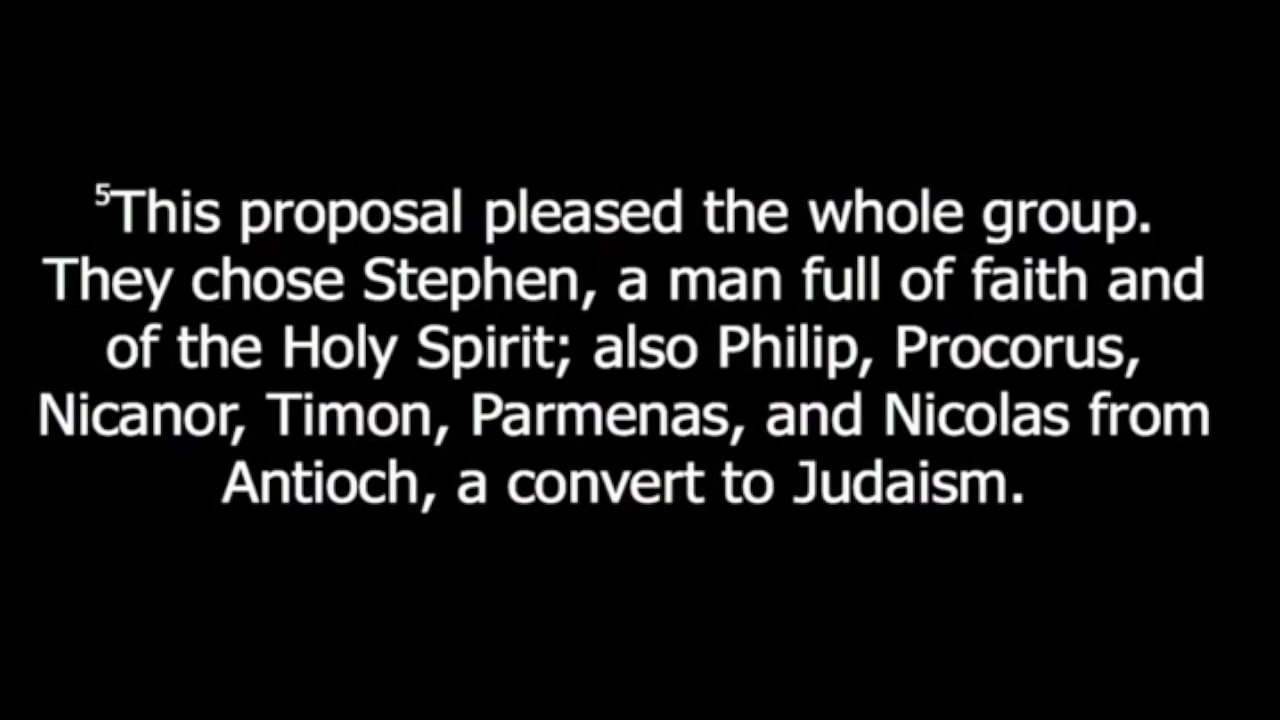 ⁵This proposal pleased the whole group.
They chose Stephen, a man full of faith and
of the Holy Spirit; also Philip, Procorus,
Nicanor, Timon, Parmenas, and Nicolas from
Antioch, a convert to Judaism.